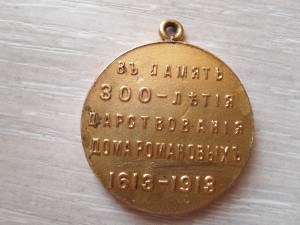 ВЪ ПАМЯТЬ
300-ЛѢТІЯ
ЦАРСТВОВАНІЯ
ДОМА РОМАНОВЫХЪ
1613-1913